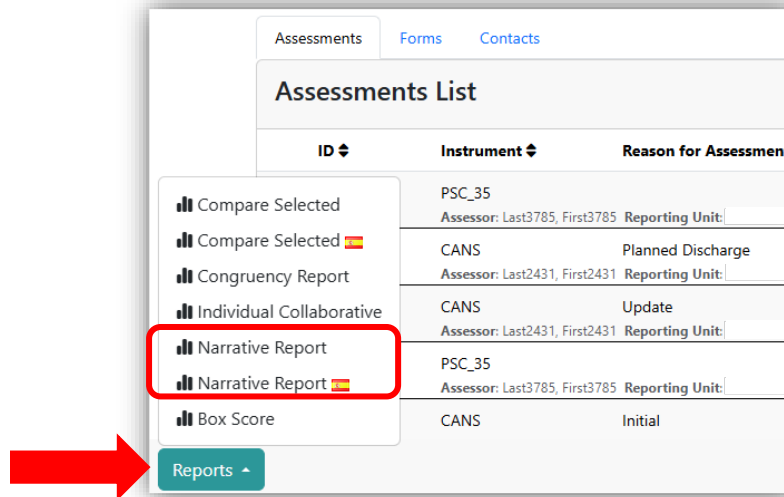 Assessments Forms Contacts
Assessments List
ID Instrument Reason for Assessmen
PSC_35
Assessor: Last3785, First3785 Reporting Unit:
CANS Planned Discharge
Assessor: Last2431, First2431 Reporting Unit:
CANS Update
Assessor: Last2431, First2431 Reporting Unit:
PSC_35
Assessor: Last3785, First3785 Reporting Unit:
CANS Initial
Compare Selected
Compare Selected
Congruency Report
Individual Collaborative
Narrative Report
Narrative Report
Box Score
Reports